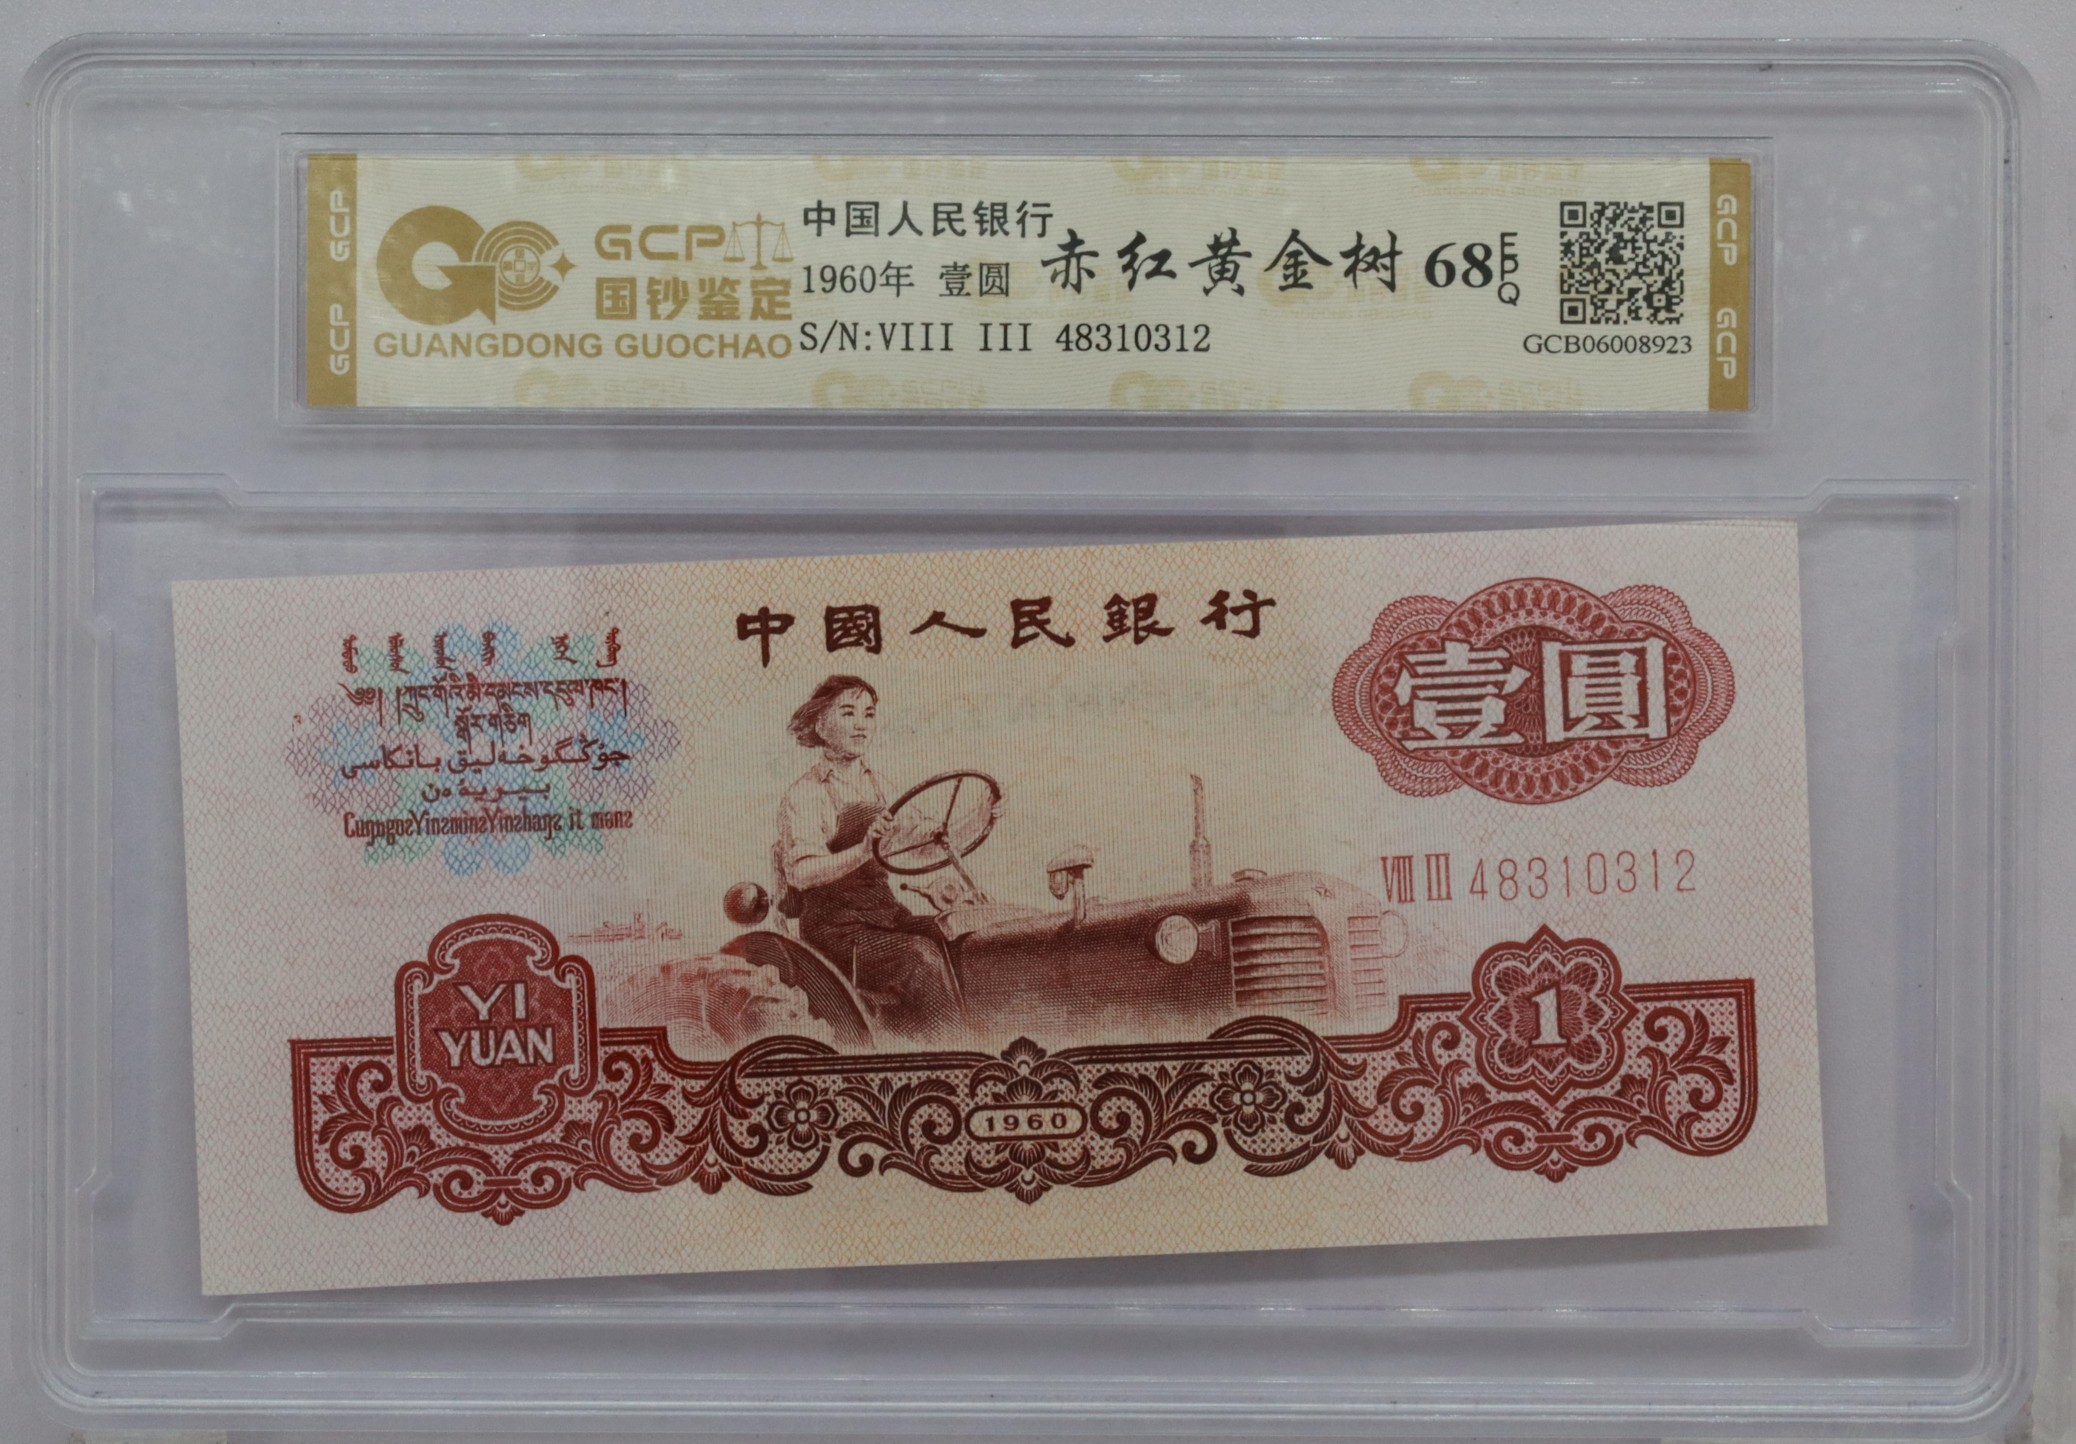 GCP
GCP
GCP
国钞鉴定
GUANGDONG GUOCHAO
中国人民银行
1960年 壹圆
赤红黄金树 68 EPQ
S/N:VIII III 48310312
GCB06008923
GCP
GCP
中國人民銀行
壹圓
VIII III 48310312
YI
YUAN
1960
1